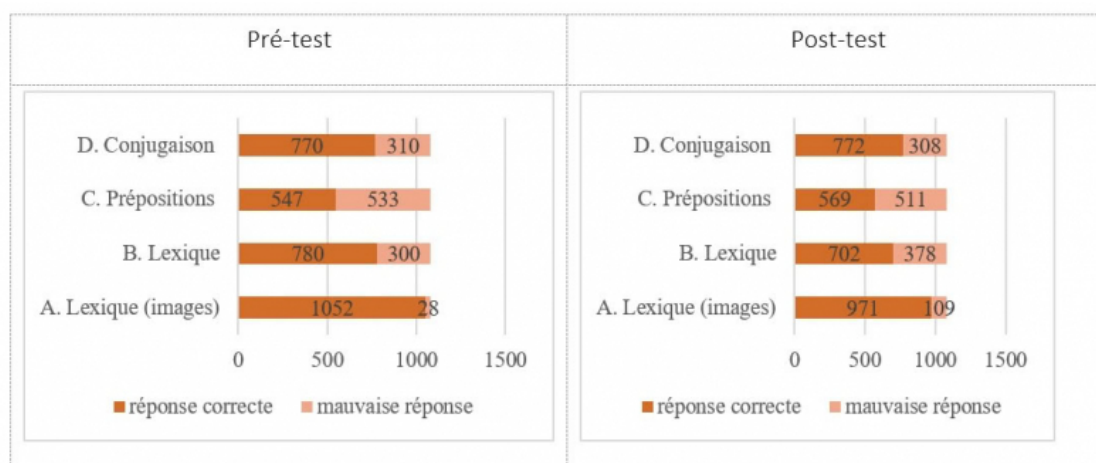 Pré-test
Post-test
D. Conjugaison 770 310
C. Prépositions 547 533
B. Lexique 780 300
A. Lexique (images) 1052 28
0 500 1000 1500
réponse correcte mauvaise réponse
D. Conjugaison 772 308
C. Prépositions 569 511
B. Lexique 702 378
A. Lexique (images) 971 109
0 500 1000 1500
réponse correcte mauvaise réponse